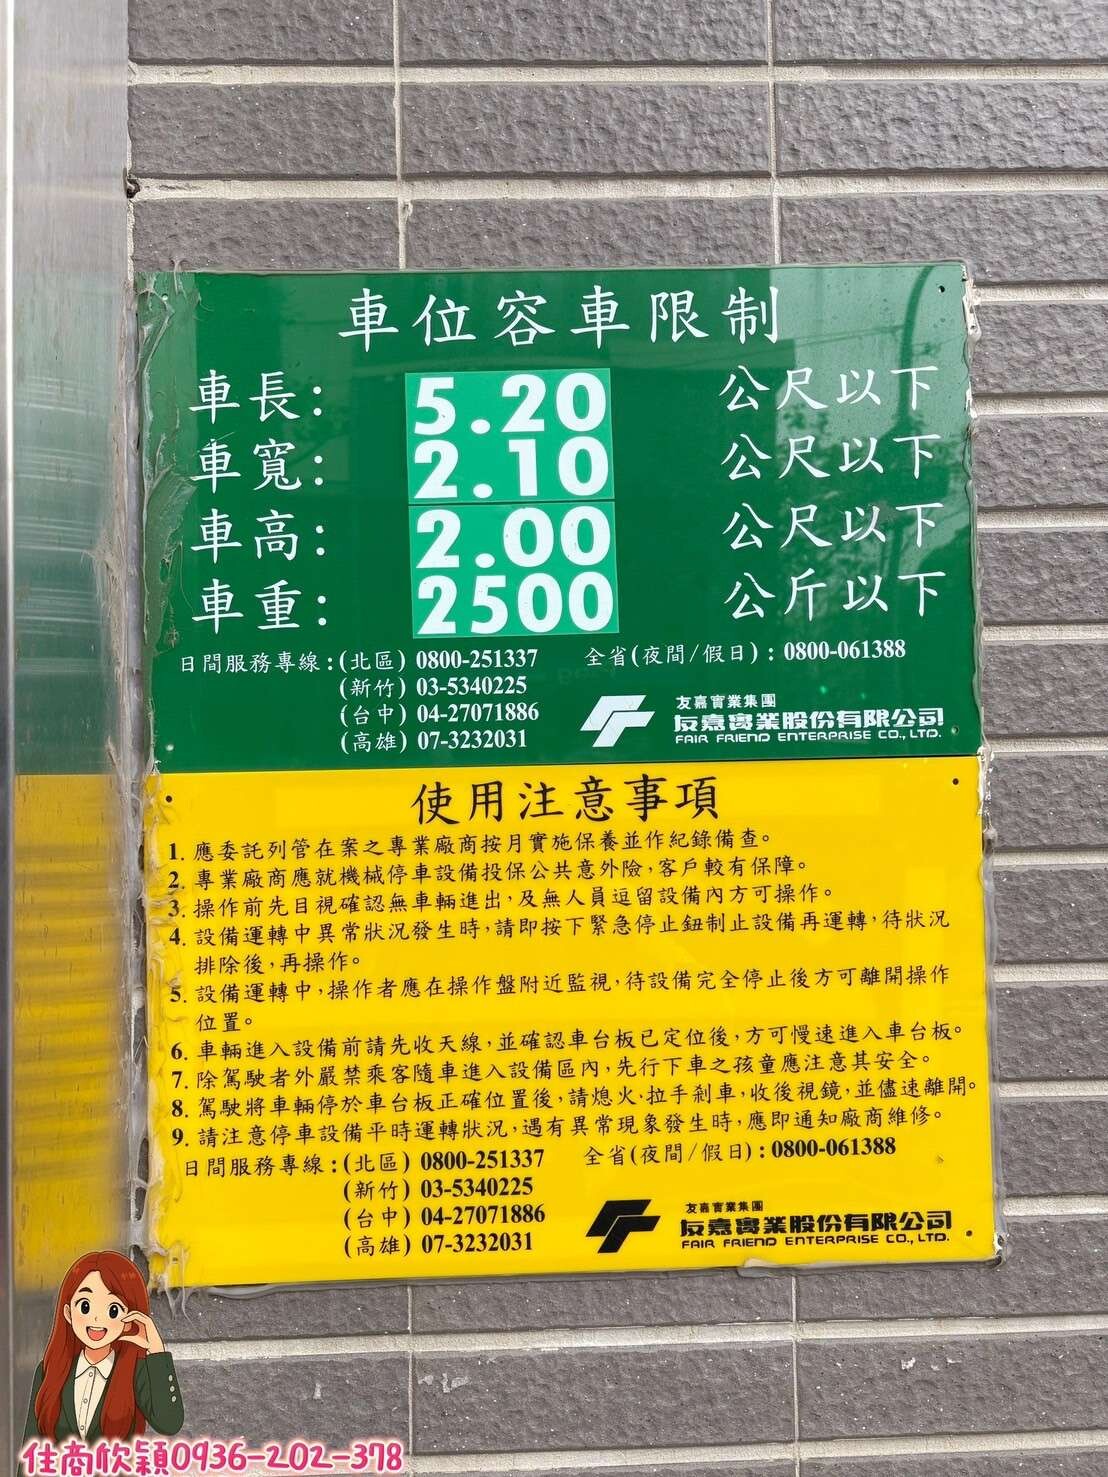 車位容車限制
車長： 5.20 公尺以下
車寬： 2.10 公尺以下
車高： 2.00 公尺以下
車重： 2500 公斤以下
日間服務專線：(北區) 0800-251337 全省(夜間/假日)：0800-061388
(新竹) 03-5340225
(台中) 04-27071886
(高雄) 07-3232031
友嘉實業集團
友嘉實業股份有限公司
FAIR FRIEND ENTERPRISE CO., LTD.
使用注意事項
1. 應委託列管在案之專業廠商按月實施保養並作紀錄備查。
2. 專業廠商應就機械停車設備投保公共意外險，客戶較有保障。
3. 操作前先目視確認無車輛進出，及無人員逗留設備內方可操作。
4. 設備運轉中異常狀況發生時，請即按下緊急停止鈕制止設備再運轉，待狀況
排除後，再操作。
5. 設備運轉中，操作者應在操作盤附近監視，待設備完全停止後方可離開操作
位置。
6. 車輛進入設備前請先收天線，並確認車台板已定位後，方可慢速進入車台板。
7. 除駕駛者外嚴禁乘客隨車進入設備區內，先行下車之孩童應注意其安全。
8. 駕駛將車輛停於車台板正確位置後，請熄火、拉手剎車，收後視鏡，並儘速離開。
9. 請注意停車設備平時運轉狀況，遇有異常現象發生時，應即通知廠商維修。
日間服務專線：(北區) 0800-251337 全省(夜間/假日)：0800-061388
(新竹) 03-5340225
(台中) 04-27071886
(高雄) 07-3232031
友嘉實業集團
友嘉實業股份有限公司
FAIR FRIEND ENTERPRISE CO., LTD.
住商欣穎0936-202-378